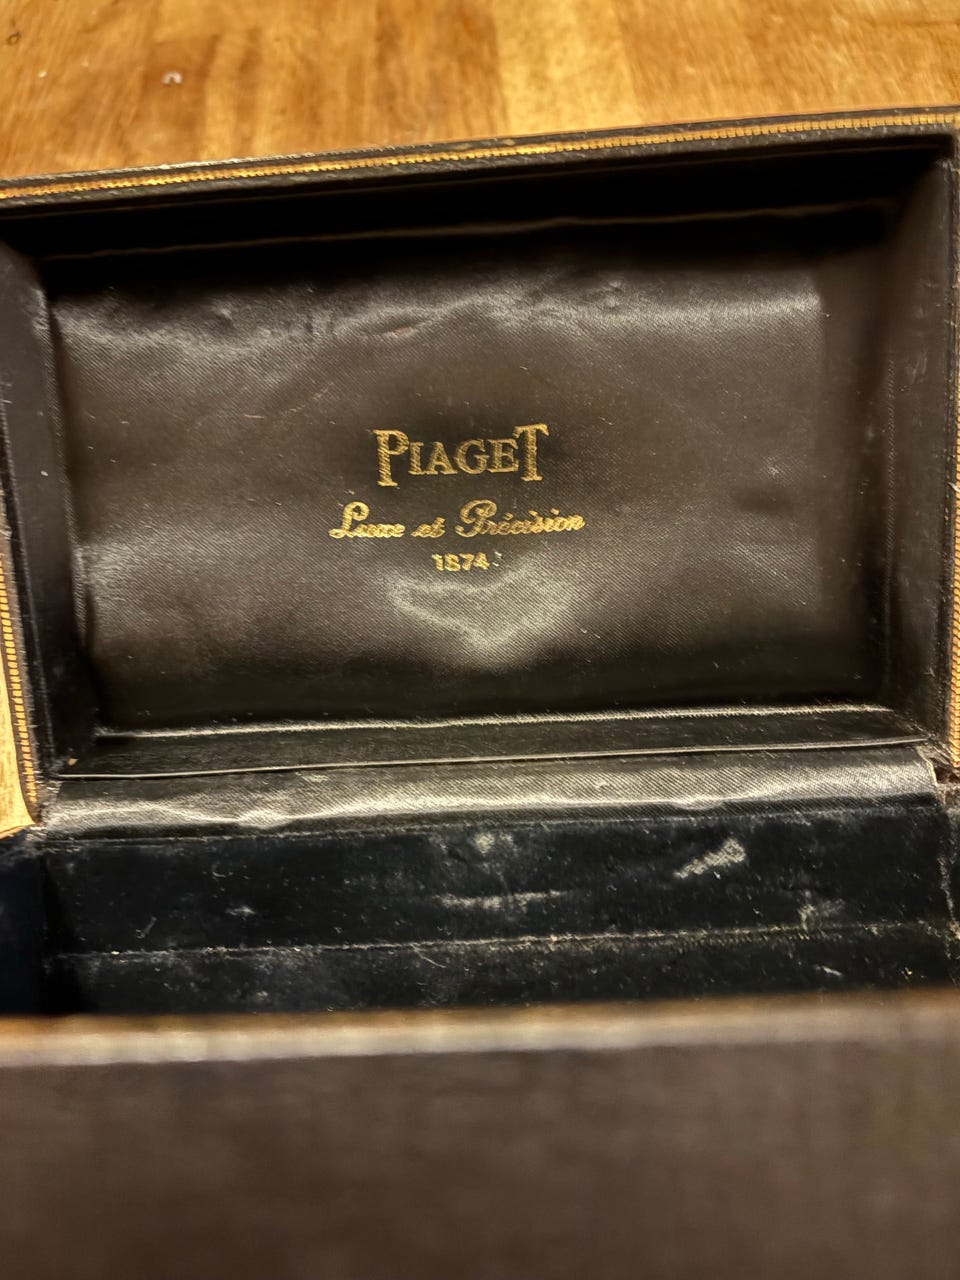 PIAGET
Luxe et Précision
1874